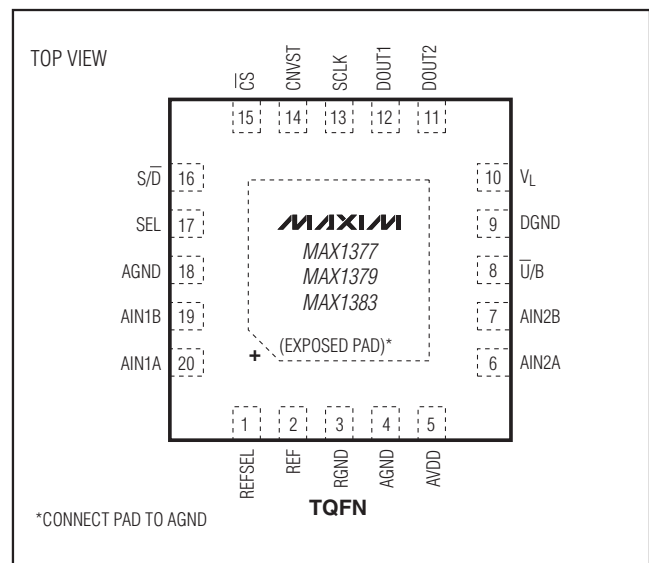 TOP VIEW
C̅S̅
CNVST
SCLK
DOUT1
DOUT2
15 14 13 12 11
S/D̅ 16
SEL 17
AGND 18
AIN1B 19
AIN1A 20
10 VL
9 DGND
8 U̅/B
7 AIN2B
6 AIN2A
MAXIM
MAX1377
MAX1379
MAX1383
(EXPOSED PAD)*
+
1 2 3 4 5
REFSEL
REF
RGND
AGND
AVDD
TQFN
*CONNECT PAD TO AGND